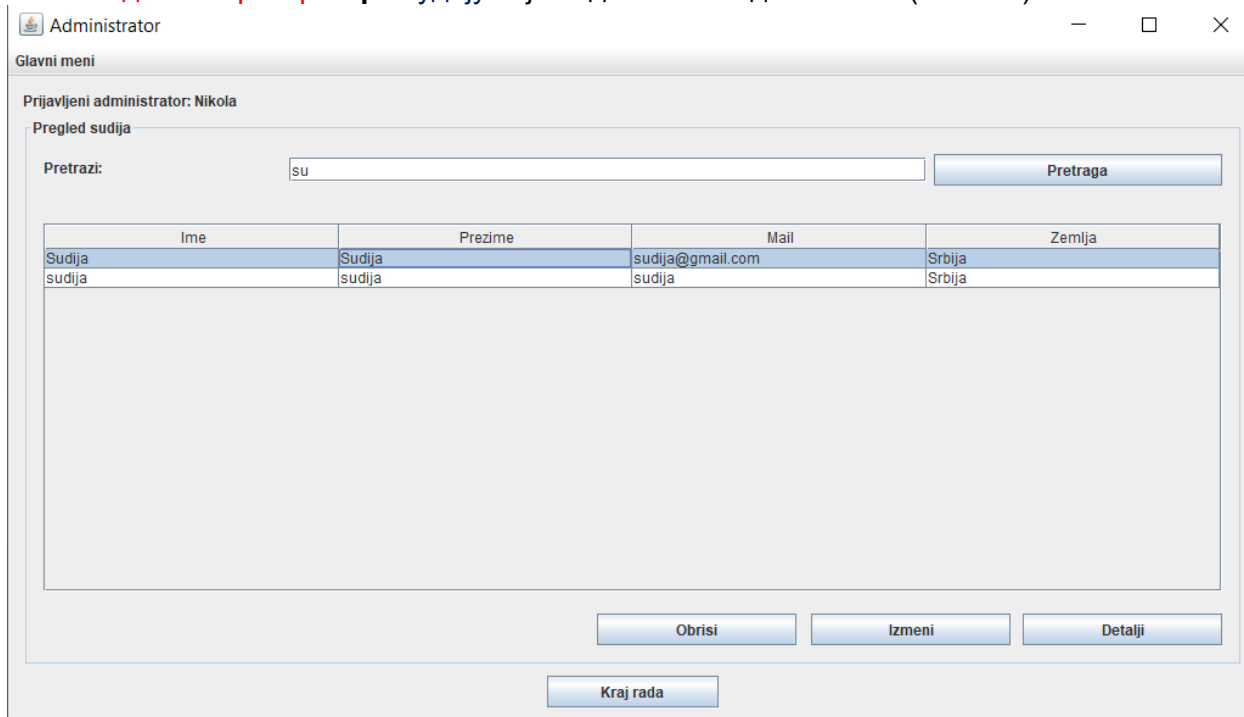 Administrator
Glavni meni
Prijavljeni administrator: Nikola
Pregled sudija
Pretrazi: su Pretraga
Ime Prezime Mail Zemlja
Sudija Sudija sudija@gmail.com Srbija
sudija sudija sudija Srbija
Obrisi Izmeni Detalji
Kraj rada